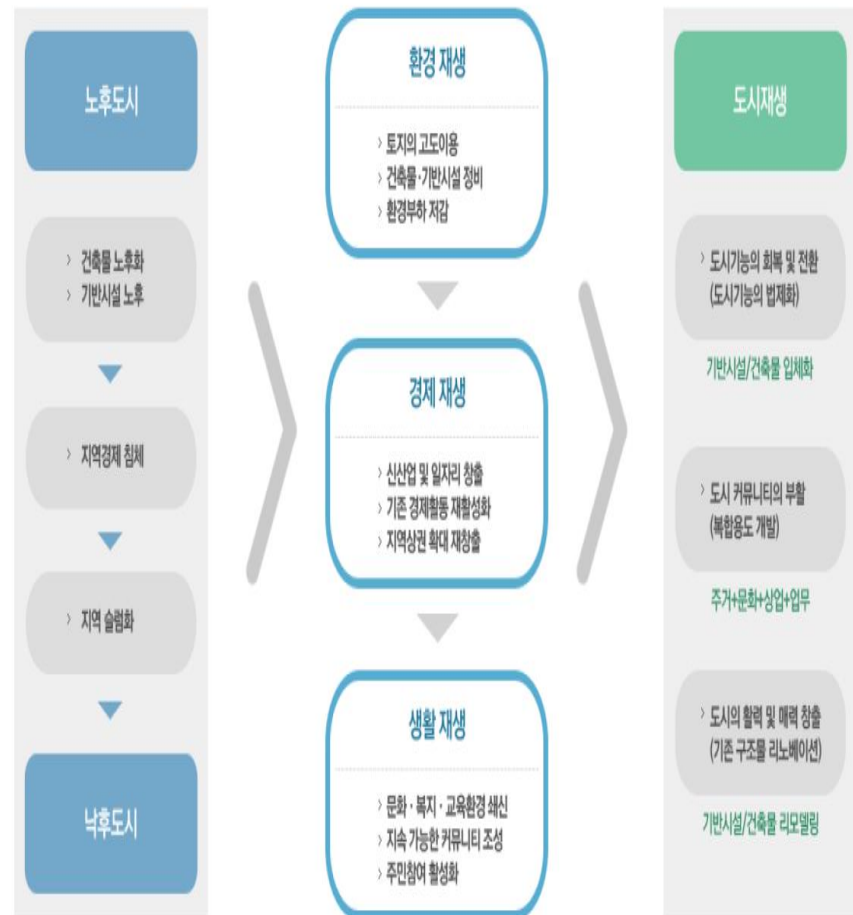 노후도시
› 건축물 노후화
› 기반시설 노후
› 지역경제 침체
› 지역 슬럼화
낙후도시
환경 재생
› 토지의 고도이용
› 건축물·기반시설 정비
› 환경부하 저감
경제 재생
› 신산업 및 일자리 창출
› 기존 경제활동 재활성화
› 지역상권 확대 재창출
생활 재생
› 문화·복지·교육환경 쇄신
› 지속 가능한 커뮤니티 조성
› 주민참여 활성화
도시재생
› 도시기능의 회복 및 전환
(도시기능의 법제화)
기반시설/건축물 입체화
› 도시 커뮤니티의 부활
(복합용도 개발)
주거+문화+상업+업무
› 도시의 활력 및 매력 창출
(기존 구조물 리노베이션)
기반시설/건축물 리모델링